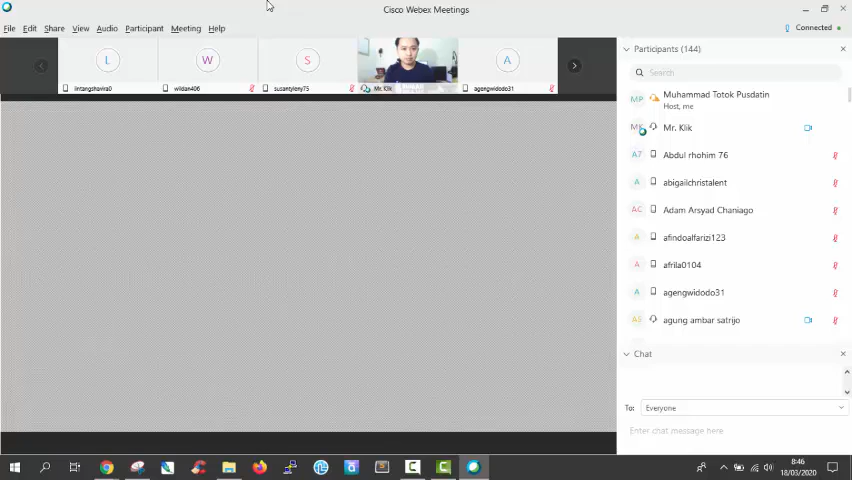 Cisco Webex Meetings
File Edit Share View Audio Participant Meeting Help
Connected
L
W
S
A
lintangshavira0
wildan406
susantyleny75
Mr. Klik
agengwidodo31
Participants (144)
Search
MP
Muhammad Totok Pusdatin
Host, me
MK
Mr. Klik
A7
Abdul rhohim 76
A
abigailchristalent
AC
Adam Arsyad Chaniago
A
afindoalfarizi123
A
afrila0104
A
agengwidodo31
AS
agung ambar satrijo
Chat
To:
Everyone
Enter chat message here
8:46
18/03/2020